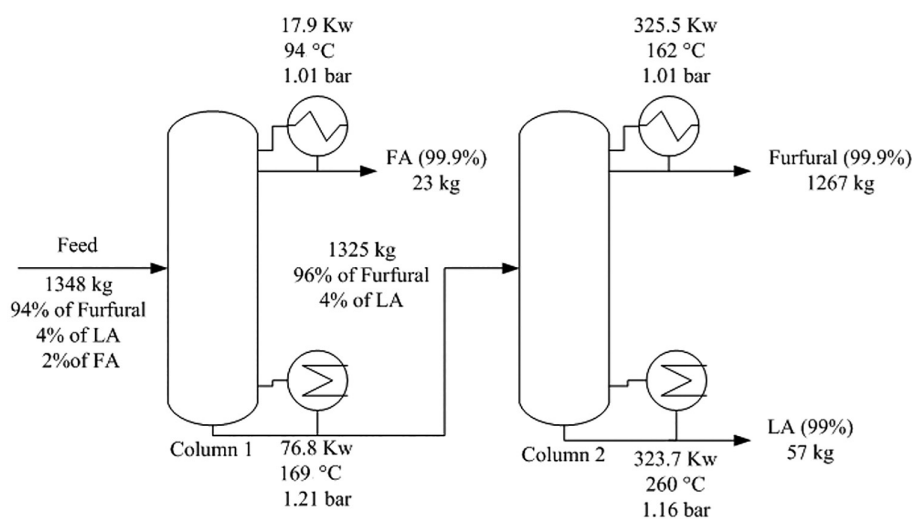 17.9 Kw
94 °C
1.01 bar
325.5 Kw
162 °C
1.01 bar
FA (99.9%)
23 kg
Furfural (99.9%)
1267 kg
Feed
1348 kg
94% of Furfural
4% of LA
2%of FA
1325 kg
96% of Furfural
4% of LA
Column 1
76.8 Kw
169 °C
1.21 bar
Column 2
323.7 Kw
260 °C
1.16 bar
LA (99%)
57 kg